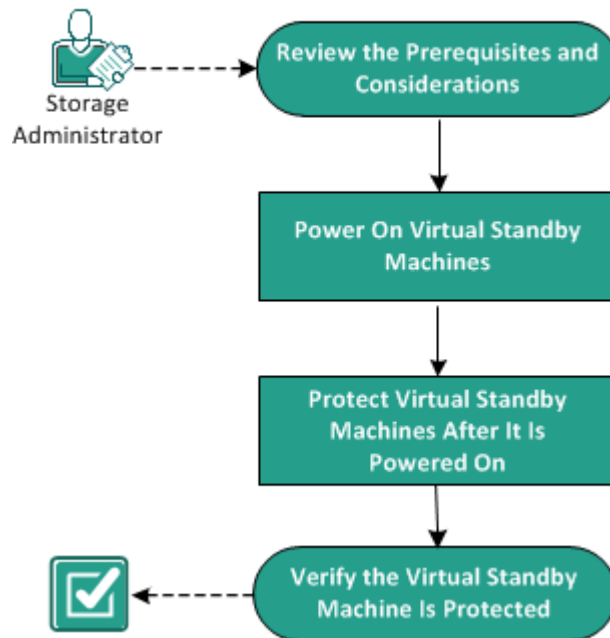 Review the Prerequisites and
Considerations
Storage
Administrator
Power On Virtual Standby
Machines
Protect Virtual Standby
Machines After It Is
Powered On
Verify the Virtual Standby
Machine Is Protected